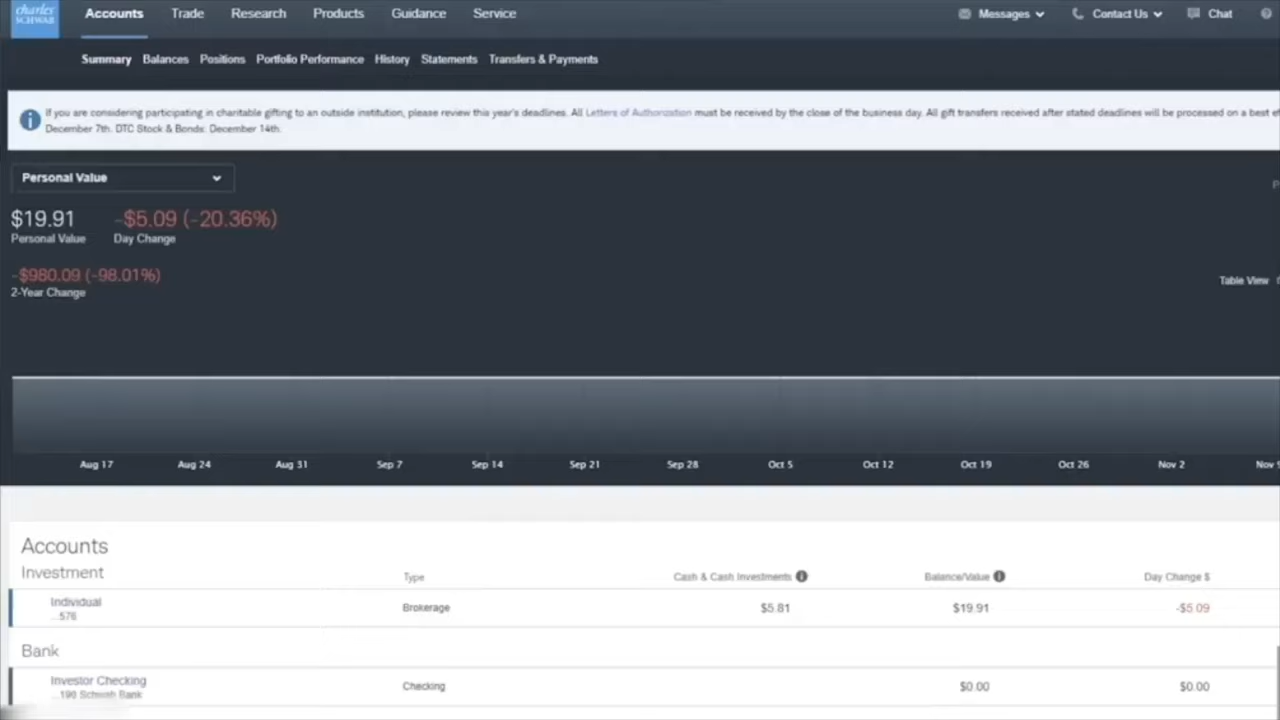 charles
SCHWAB
Accounts Trade Research Products Guidance Service Messages Contact Us Chat
Summary Balances Positions Portfolio Performance History Statements Transfers & Payments
If you are considering participating in charitable gifting to an outside institution, please review this year's deadlines. All Letters of Authorization must be received by the close of the business day. All gift transfers received after stated deadlines will be processed on a best
December 7th. DTC Stock & Bonds: December 14th.
Personal Value
$19.91 -$5.09 (-20.36%)
Personal Value Day Change
-$980.09 (-98.01%)
2-Year Change
Table View
Aug 17 Aug 24 Aug 31 Sep 7 Sep 14 Sep 21 Sep 28 Oct 5 Oct 12 Oct 19 Oct 26 Nov 2 Nov
Accounts
Investment Type Cash & Cash Investments Balance/Value Day Change $
Individual Brokerage $5.81 $19.91 -$5.09
...576
Bank
Investor Checking Checking $0.00 $0.00
...196 Schwab Bank